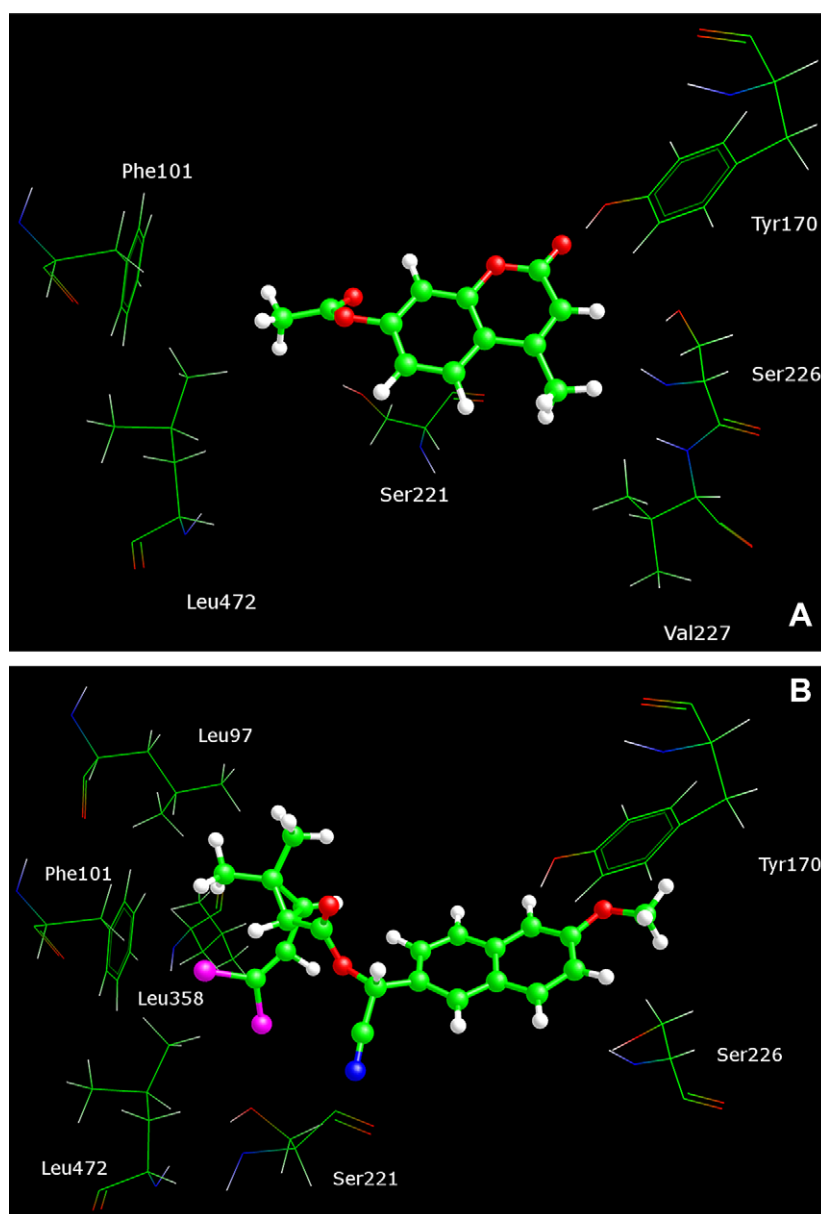 Phe101
Tyr170
Ser226
Ser221
Leu472
Val227
A
B
Leu97
Phe101
Tyr170
Leu358
Ser226
Leu472
Ser221